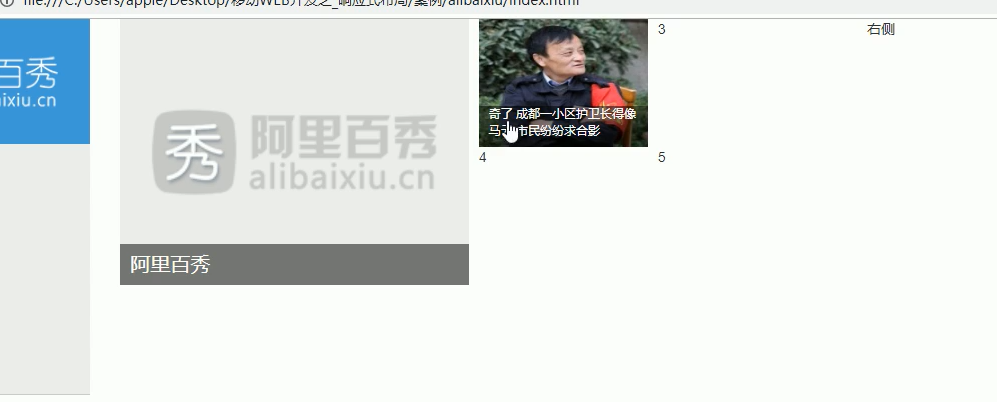 file:///C:/Users/apple/Desktop/移动WEB开发之_响应式布局/案例/alibaixiu/index.html
百秀
aixiu.cn
秀 阿里百秀
alibaixiu.cn
阿里百秀
奇了 成都一小区护卫长得像
马 市民纷纷求合影
3
右侧
4
5